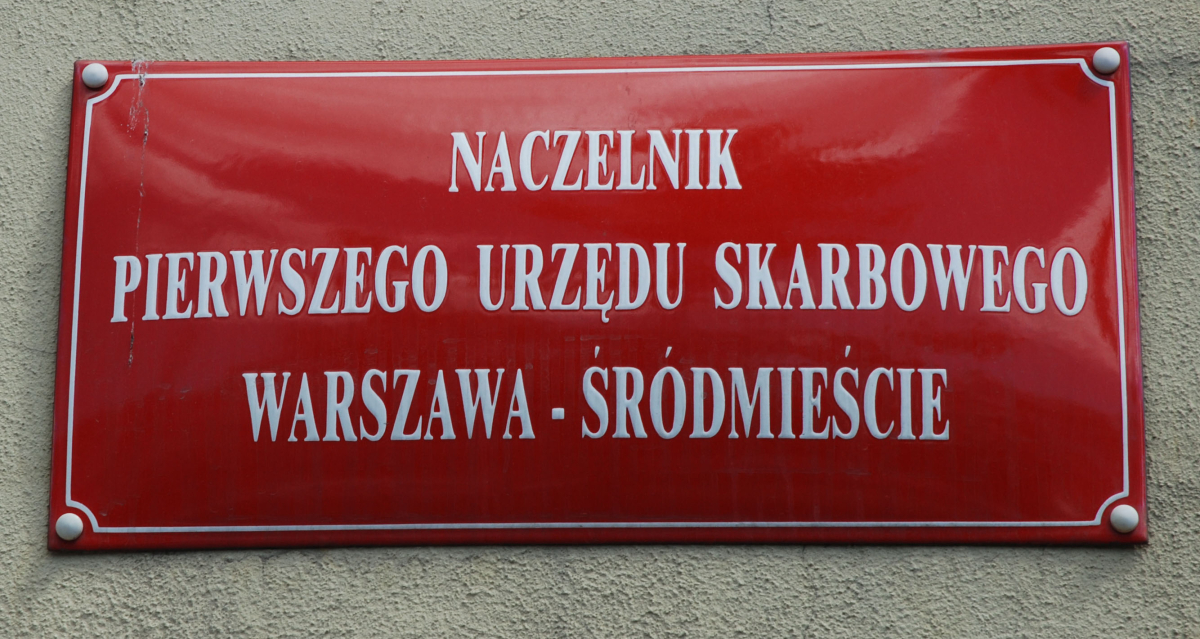 NACZELNIK
PIERWSZEGO URZĘDU SKARBOWEGO
WARSZAWA - ŚRÓDMIEŚCIE